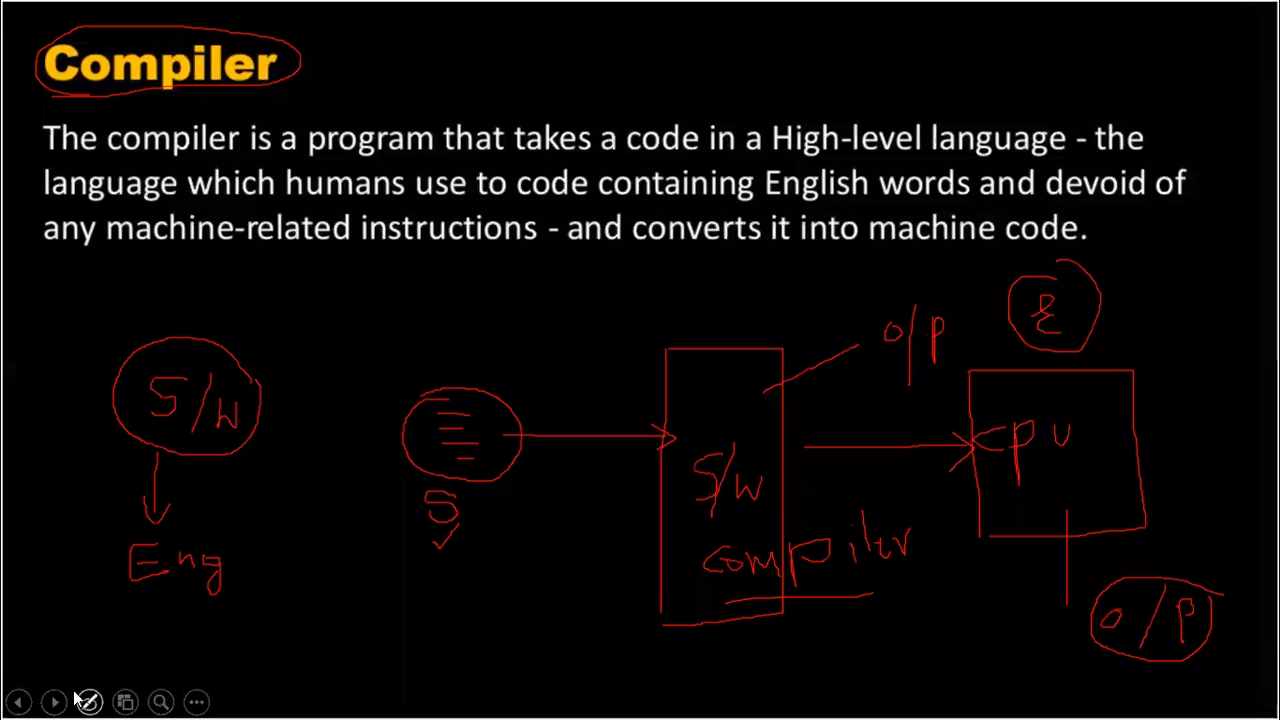 Compiler
The compiler is a program that takes a code in a High-level language - the
language which humans use to code containing English words and devoid of
any machine-related instructions - and converts it into machine code.
o/p
S/W
cpu
S/W
S
compiler
Eng
o/p